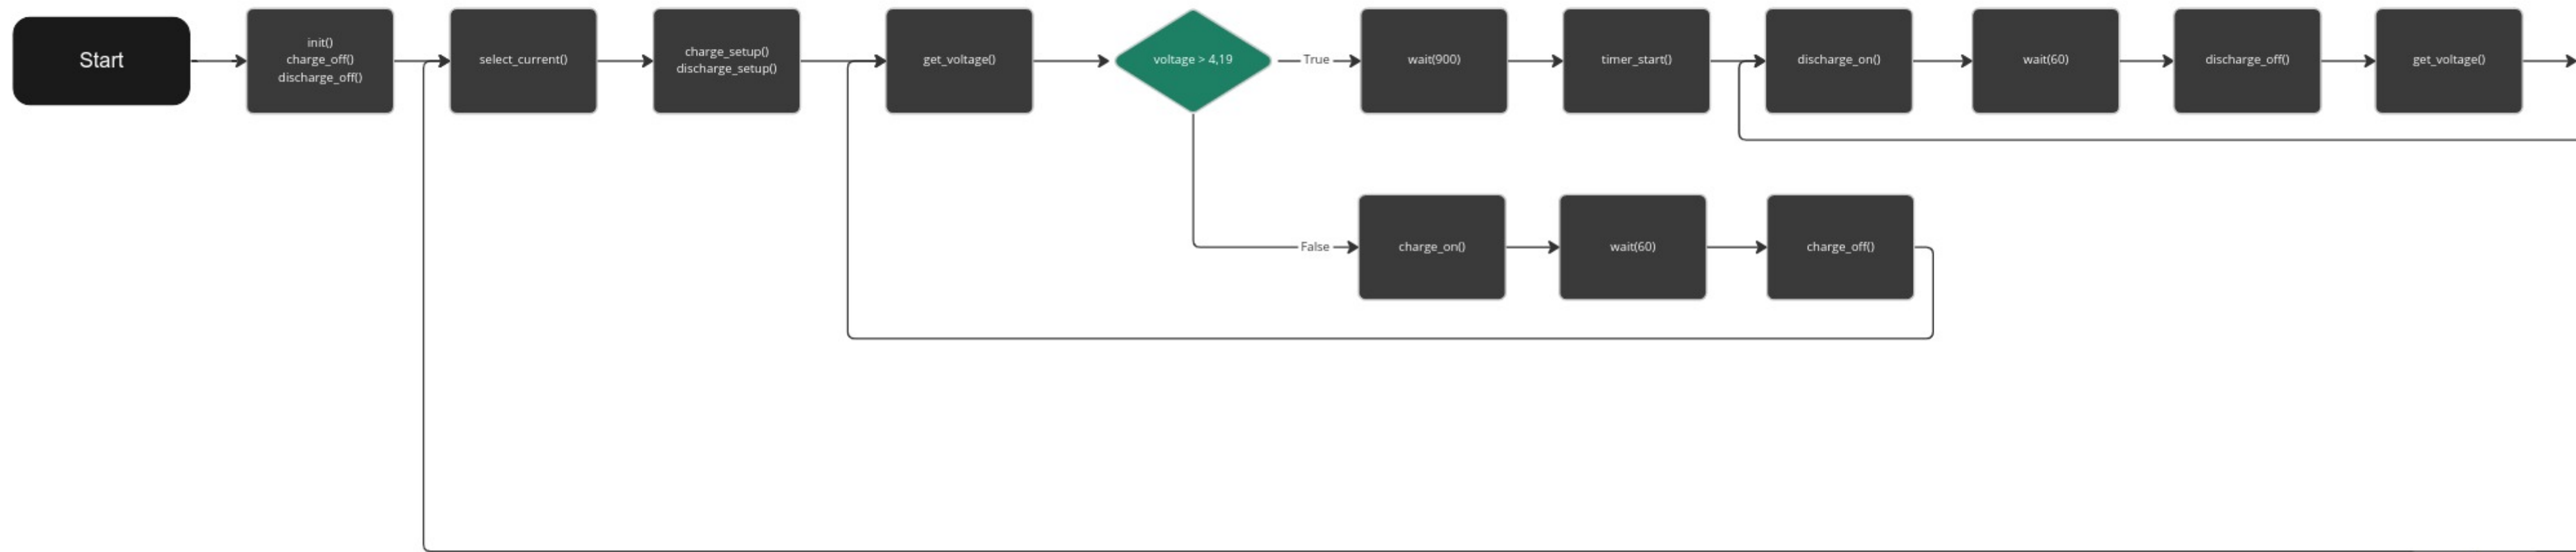 Start
init()
charge_off()
discharge_off()
select_current()
charge_setup()
discharge_setup()
get_voltage()
voltage > 4,19
True
wait(900)
timer_start()
discharge_on()
wait(60)
discharge_off()
get_voltage()
False
charge_on()
wait(60)
charge_off()